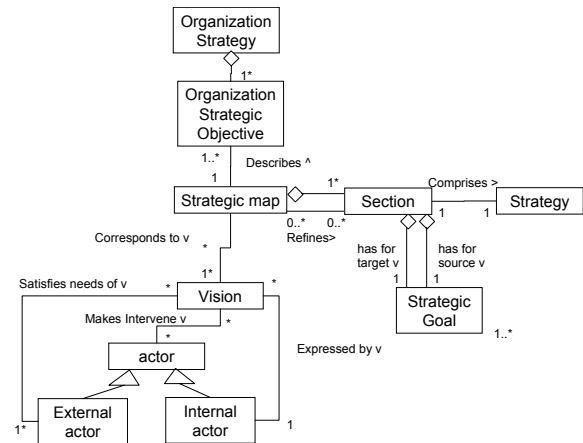 Organization
Strategy
1*
Organization
Strategic
Objective
1..*
Describes ^
1
Strategic map
1*
Section
Comprises >
Strategy
1
1
0..*
0..*
Refines>
Corresponds to v
*
has for
target v
has for
source v
1
1
Strategic
Goal
1..*
1*
Satisfies needs of v
*
Vision
*
Makes Intervene v
*
*
actor
Expressed by v
External
actor
1*
Internal
actor
1